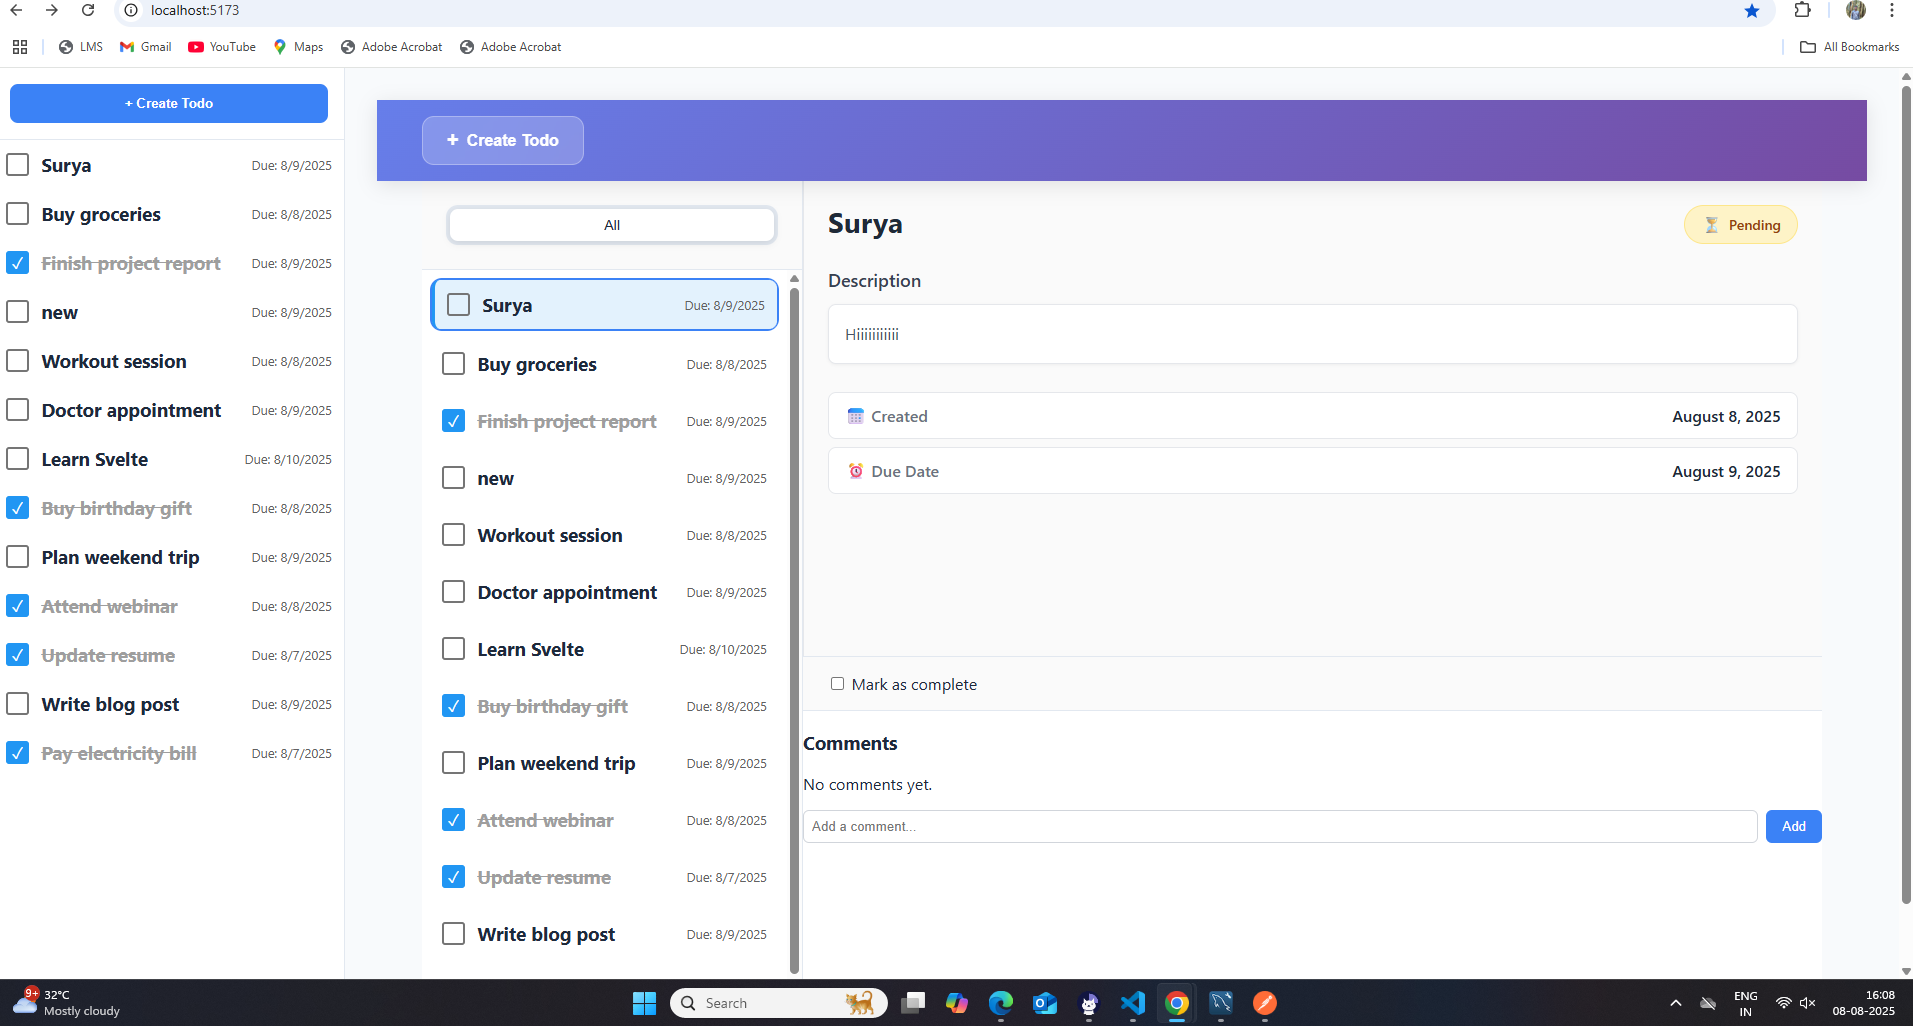 localhost:5173
LMS
Gmail
YouTube
Maps
Adobe Acrobat
Adobe Acrobat
All Bookmarks
+ Create Todo
Surya Due: 8/9/2025
Buy groceries Due: 8/8/2025
Finish project report Due: 8/9/2025
new Due: 8/9/2025
Workout session Due: 8/8/2025
Doctor appointment Due: 8/9/2025
Learn Svelte Due: 8/10/2025
Buy birthday gift Due: 8/8/2025
Plan weekend trip Due: 8/9/2025
Attend webinar Due: 8/8/2025
Update resume Due: 8/7/2025
Write blog post Due: 8/9/2025
Pay electricity bill Due: 8/7/2025
+ Create Todo
All
Surya Due: 8/9/2025
Buy groceries Due: 8/8/2025
Finish project report Due: 8/9/2025
new Due: 8/9/2025
Workout session Due: 8/8/2025
Doctor appointment Due: 8/9/2025
Learn Svelte Due: 8/10/2025
Buy birthday gift Due: 8/8/2025
Plan weekend trip Due: 8/9/2025
Attend webinar Due: 8/8/2025
Update resume Due: 8/7/2025
Write blog post Due: 8/9/2025
Surya
Pending
Description
Hiiiiiiiiiii
Created August 8, 2025
Due Date August 9, 2025
Mark as complete
Comments
No comments yet.
Add a comment...
Add
9+
32°C
Mostly cloudy
Search
ENG
IN
16:08
08-08-2025